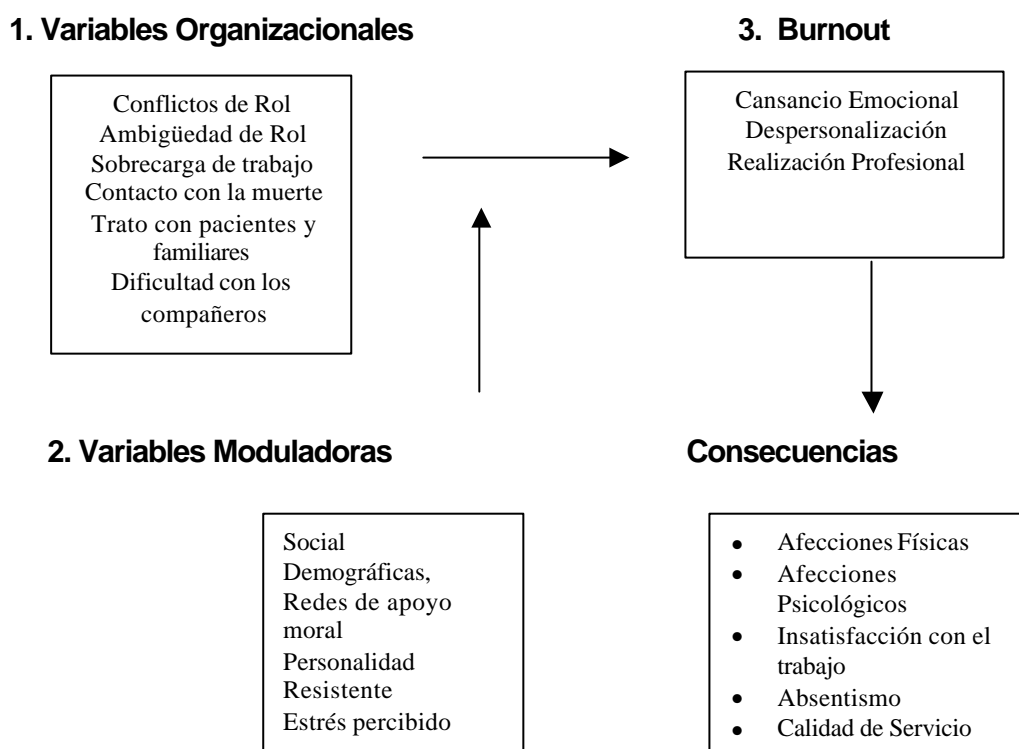 1. Variables Organizacionales
Conflictos de Rol
Ambigüedad de Rol
Sobrecarga de trabajo
Contacto con la muerte
Trato con pacientes y
familiares
Dificultad con los
compañeros
3. Burnout
Cansancio Emocional
Despersonalización
Realización Profesional
2. Variables Moduladoras
Social
Demográficas,
Redes de apoyo
moral
Personalidad
Resistente
Estrés percibido
Consecuencias
• Afecciones Físicas
• Afecciones
Psicológicos
• Insatisfacción con el
trabajo
• Absentismo
• Calidad de Servicio